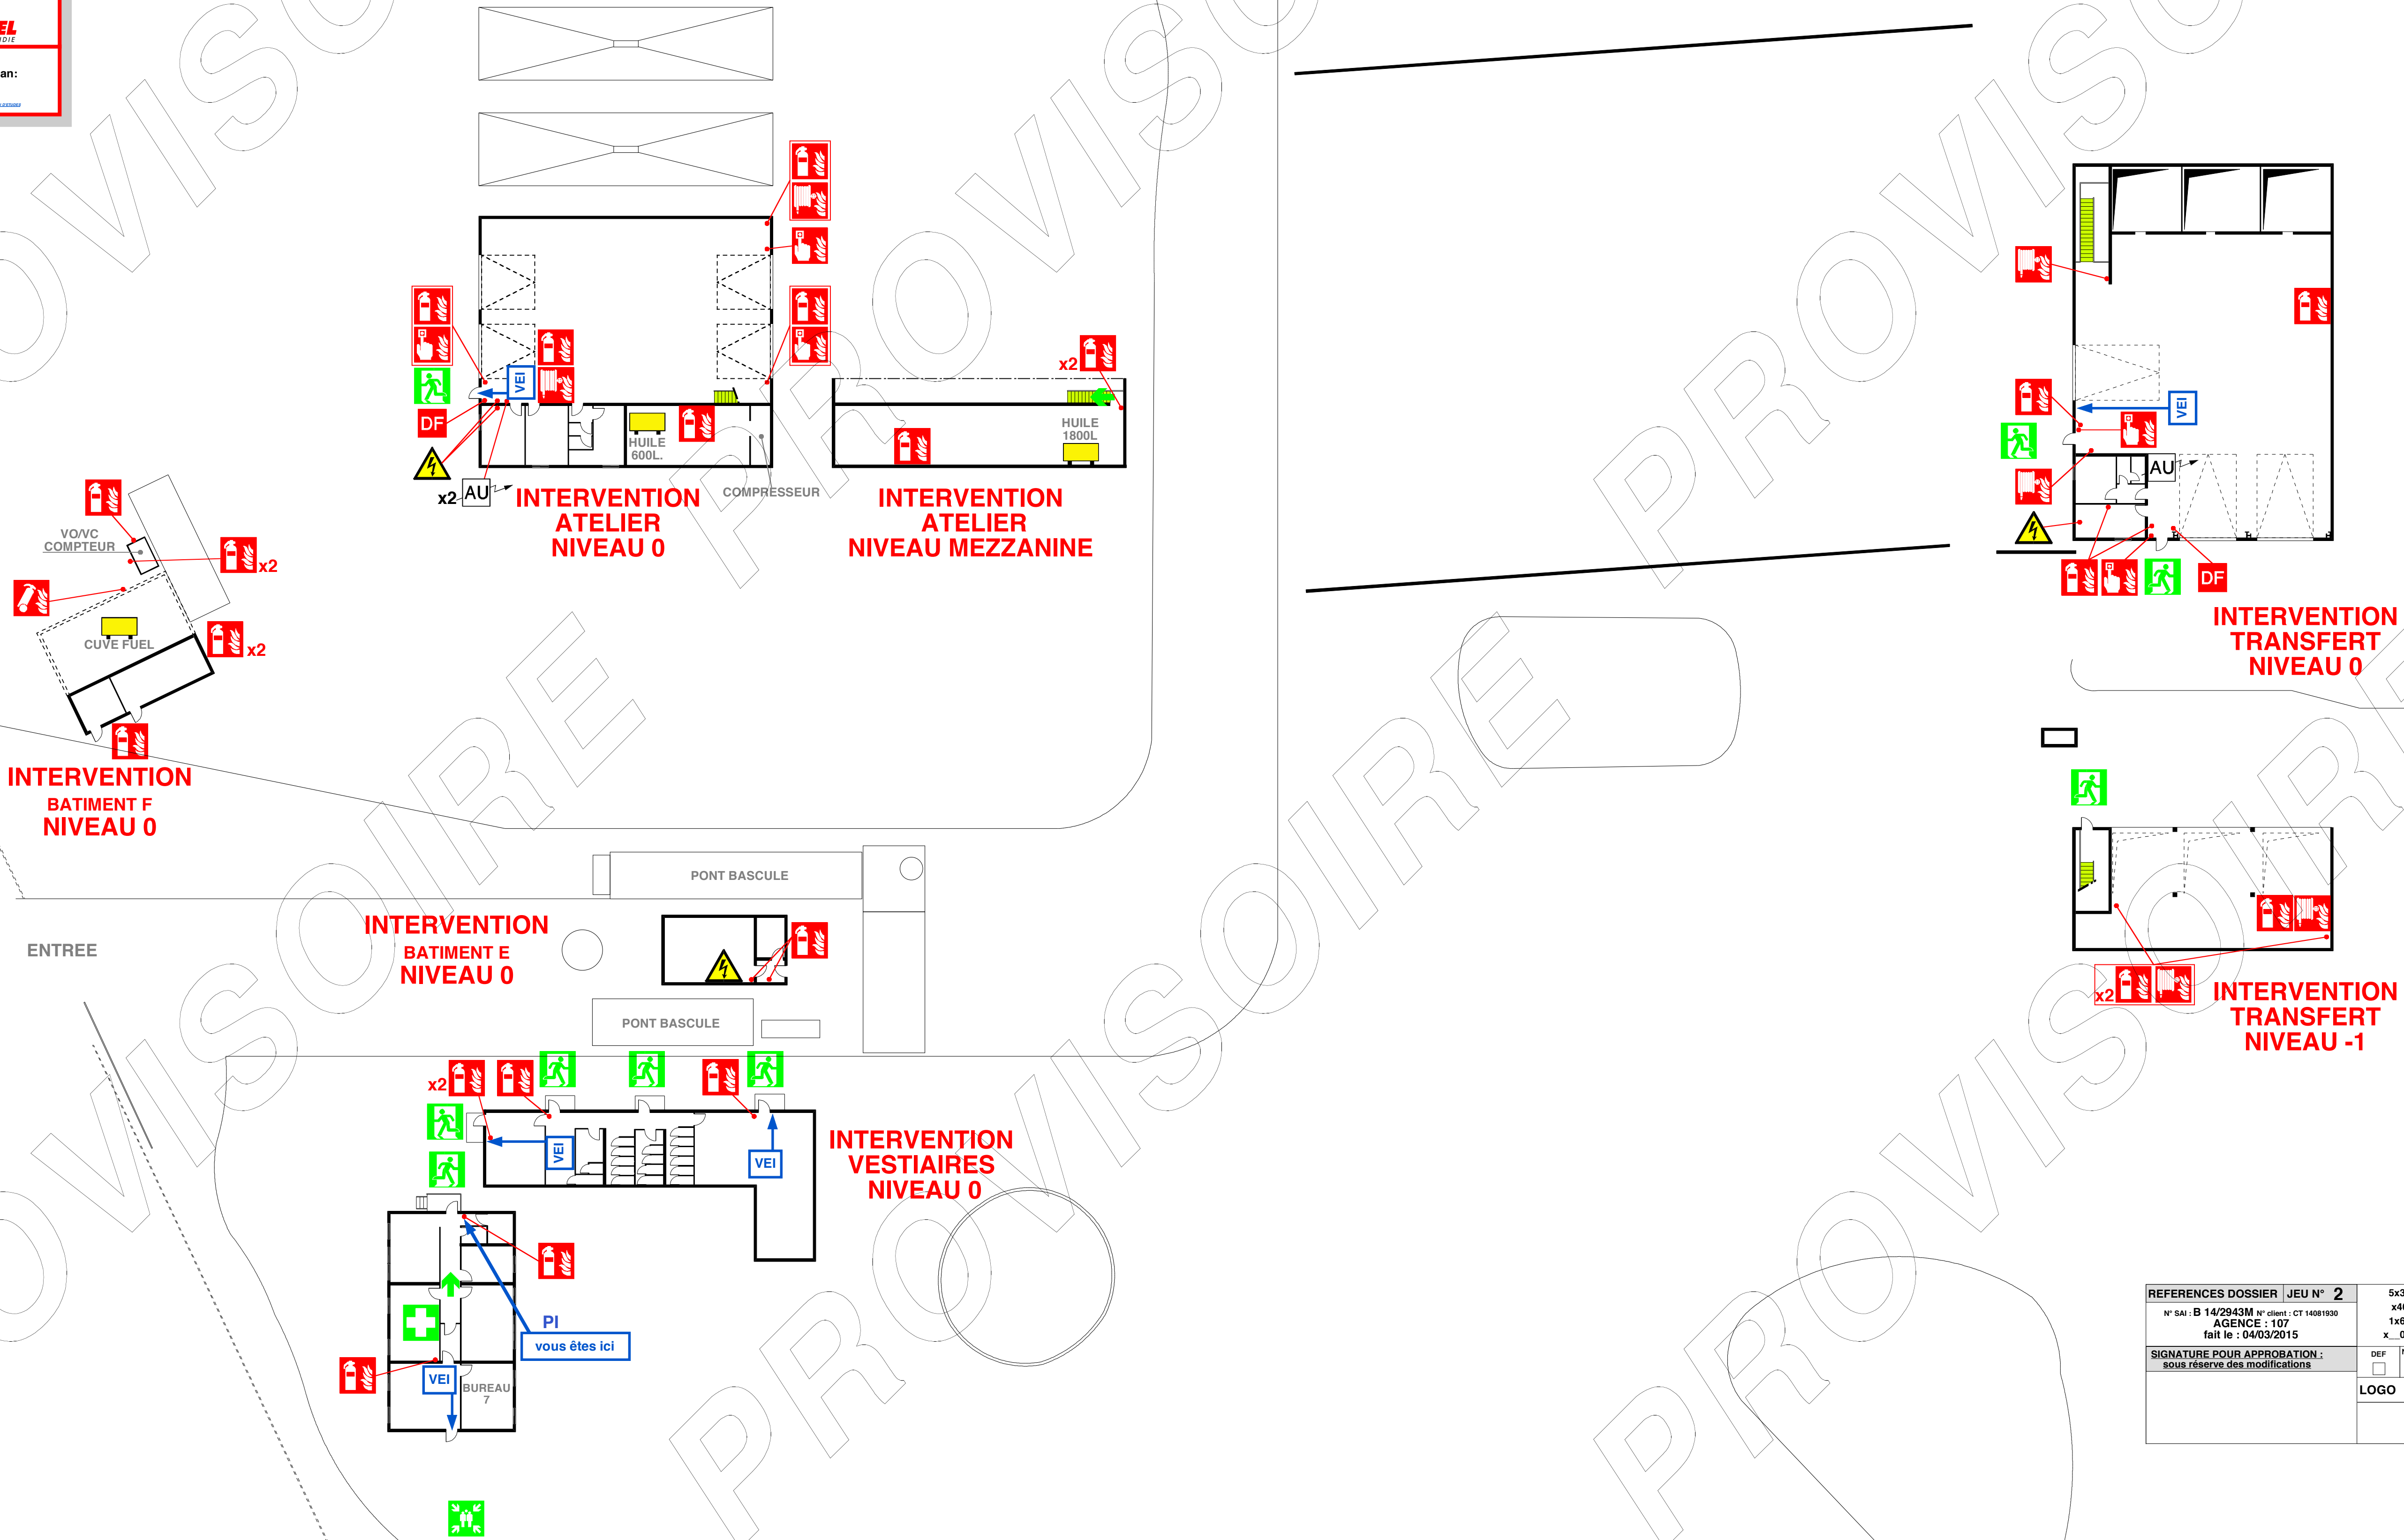 an:
INTERVENTION
ATELIER
NIVEAU 0
HUILE
600L.
COMPRESSEUR
VEI
DF
x2
AU
INTERVENTION
ATELIER
NIVEAU MEZZANINE
x2
HUILE
1800L
VO/VC
COMPTEUR
x2
x2
CUVE FUEL
INTERVENTION
BATIMENT F
NIVEAU 0
VEI
AU
DF
INTERVENTION
TRANSFERT
NIVEAU 0
ENTREE
INTERVENTION
BATIMENT E
NIVEAU 0
PONT BASCULE
PONT BASCULE
x2
INTERVENTION
TRANSFERT
NIVEAU -1
x2
VEI
VEI
INTERVENTION
VESTIAIRES
NIVEAU 0
PI
vous êtes ici
VEI
BUREAU
7
REFERENCES DOSSIER JEU N° 2
N° SAI : B 14/2943M N° client : CT 14081930
AGENCE : 107
fait le : 04/03/2015
SIGNATURE POUR APPROBATION :
sous réserve des modifications
DEF
LOGO
PROVISOIRE
PROVISOIRE
PROVISOIRE